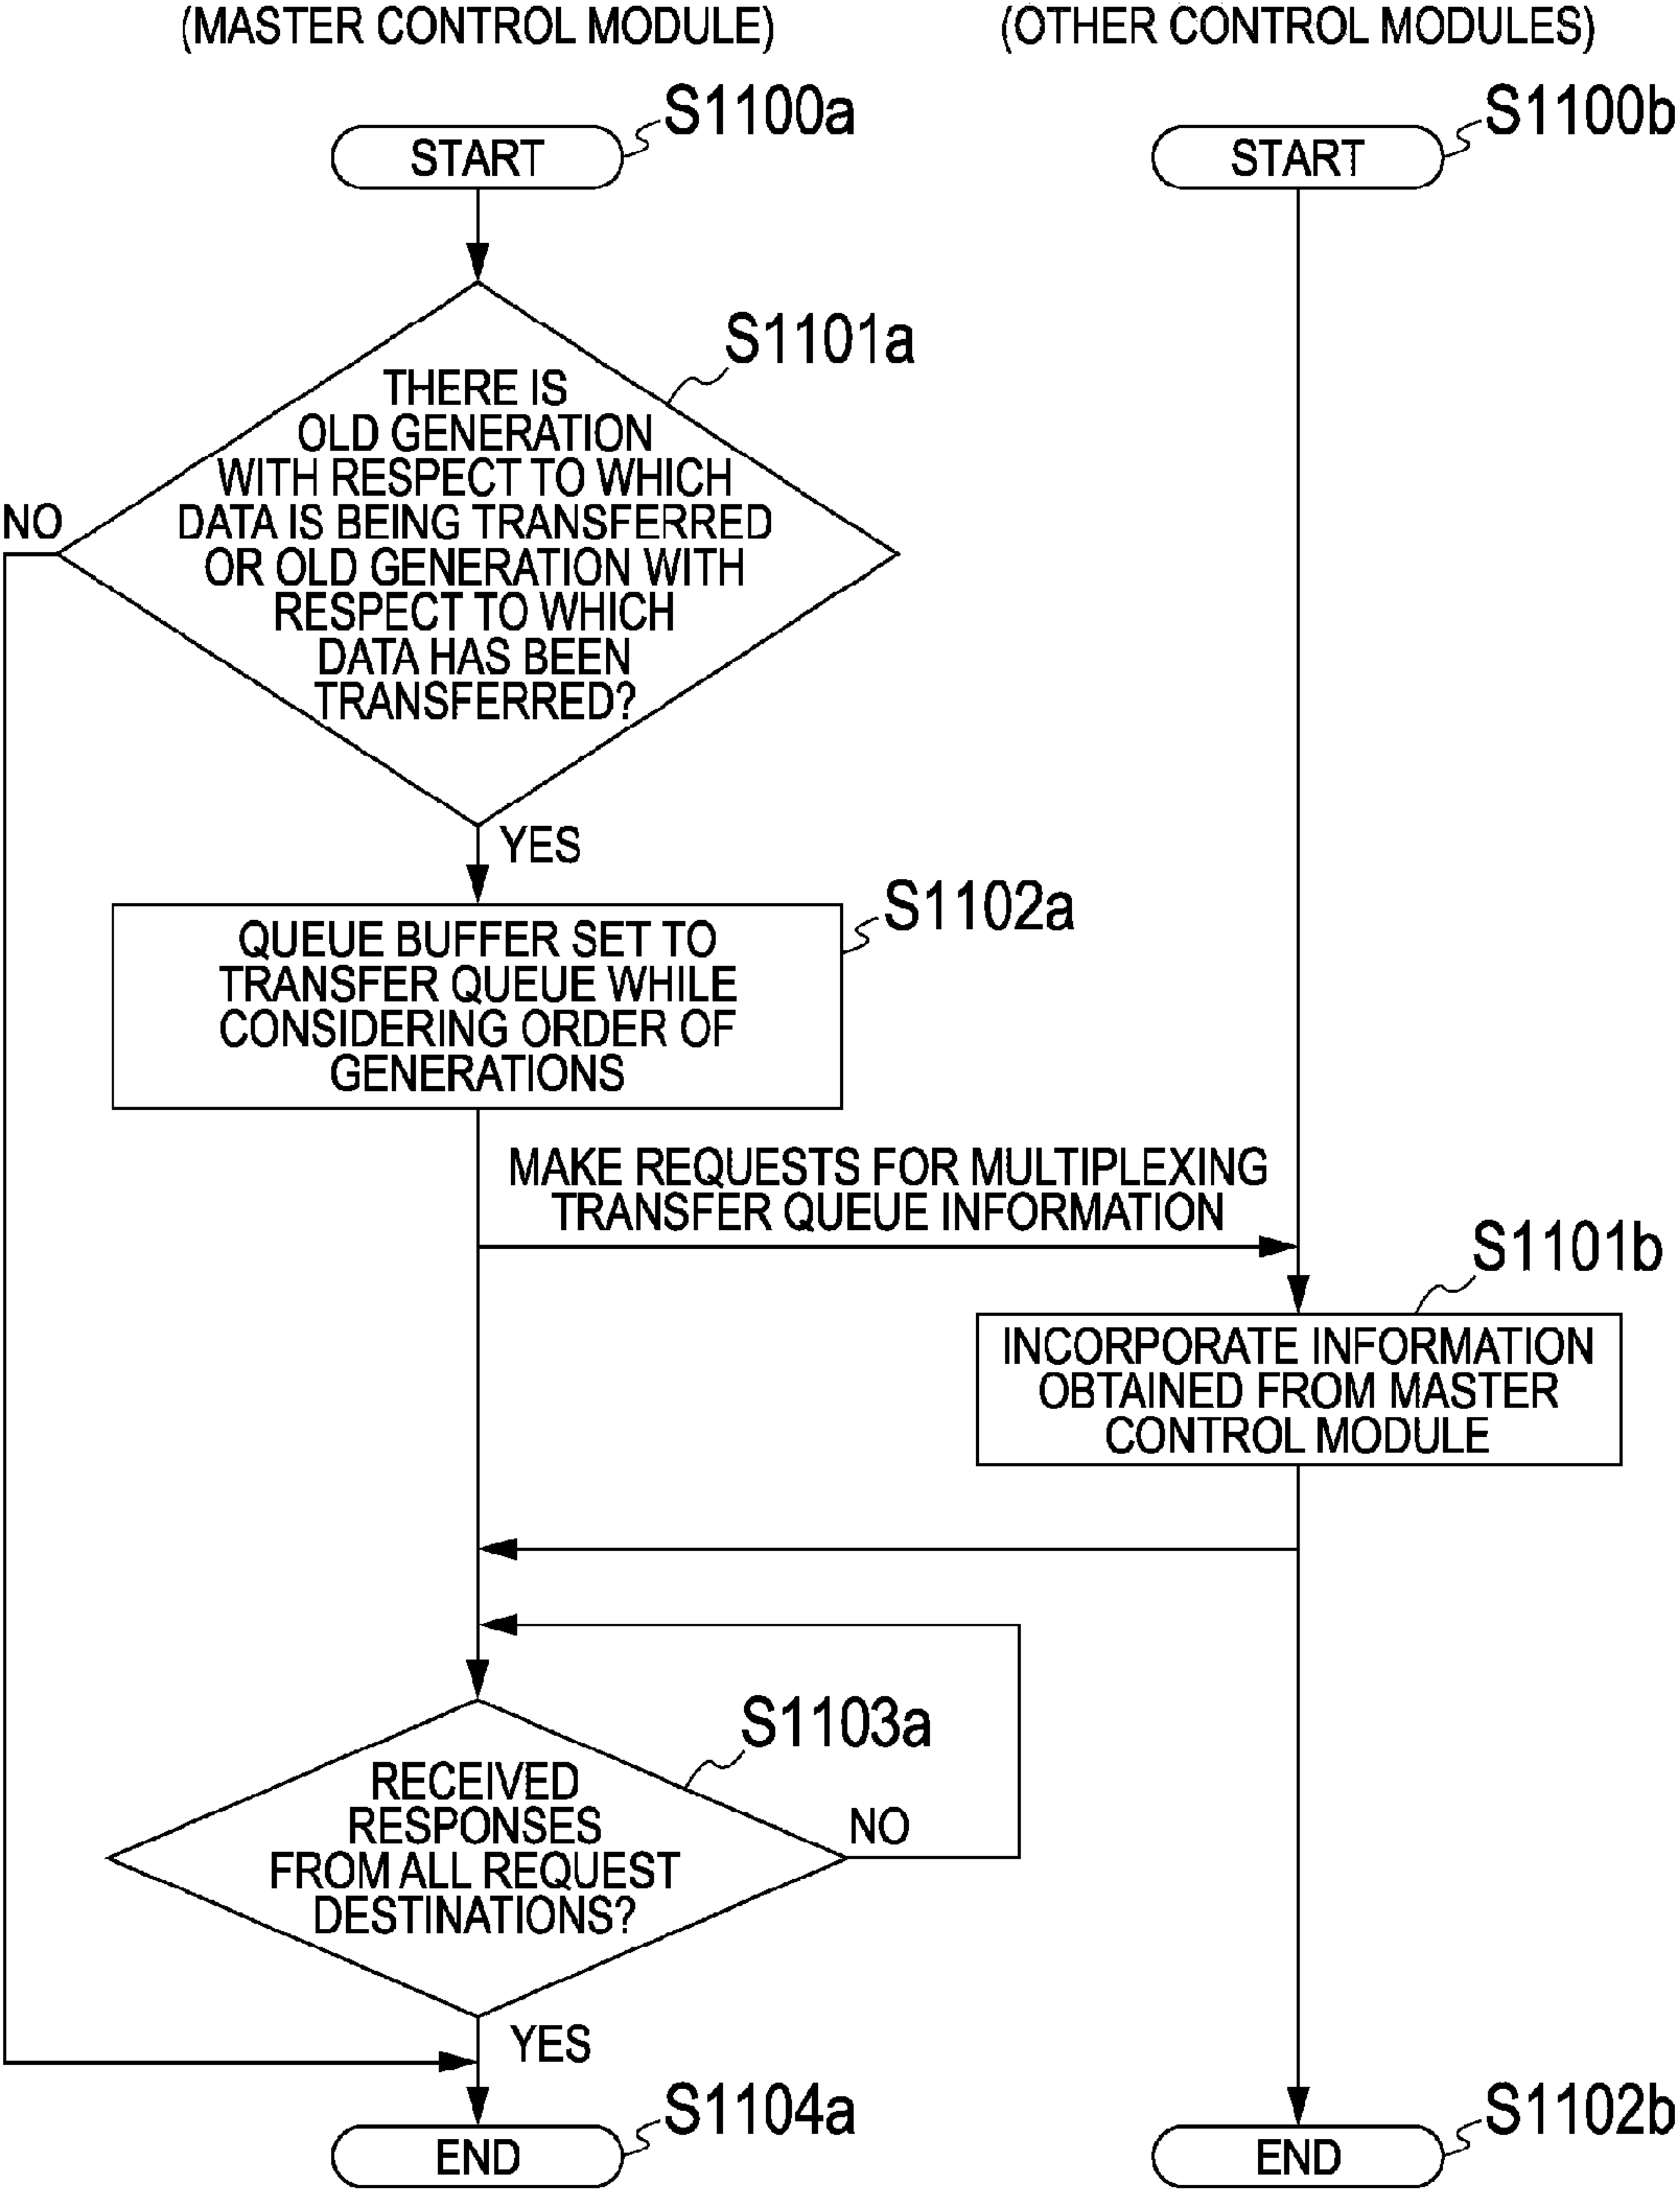 (MASTER CONTROL MODULE)
(OTHER CONTROL MODULES)
S1100a
START
S1100b
START
S1101a
THERE IS
OLD GENERATION
WITH RESPECT TO WHICH
DATA IS BEING TRANSFERRED
OR OLD GENERATION WITH
RESPECT TO WHICH
DATA HAS BEEN
TRANSFERRED?
NO
YES
S1102a
QUEUE BUFFER SET TO
TRANSFER QUEUE WHILE
CONSIDERING ORDER OF
GENERATIONS
MAKE REQUESTS FOR MULTIPLEXING
TRANSFER QUEUE INFORMATION
S1101b
INCORPORATE INFORMATION
OBTAINED FROM MASTER
CONTROL MODULE
S1103a
RECEIVED
RESPONSES
FROM ALL REQUEST
DESTINATIONS?
NO
YES
S1104a
END
S1102b
END